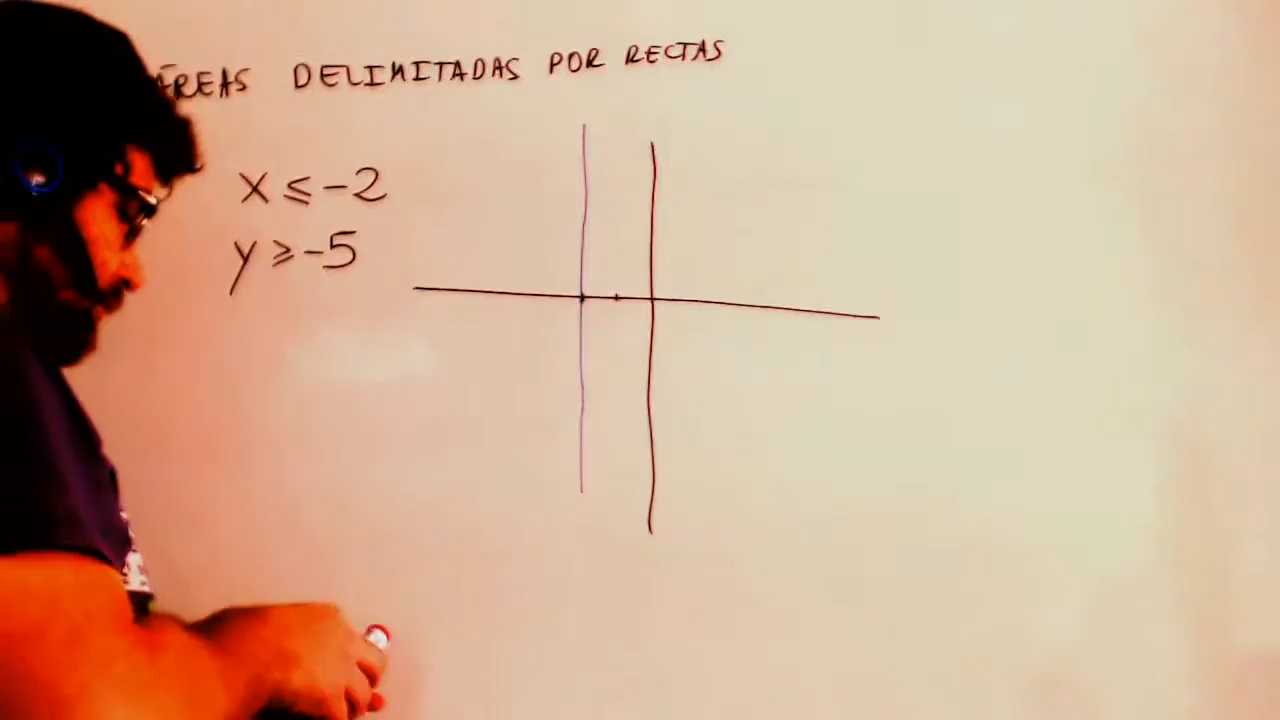 ÁREAS DELIMITADAS POR RECTAS
x ≤ -2
y ≥ -5